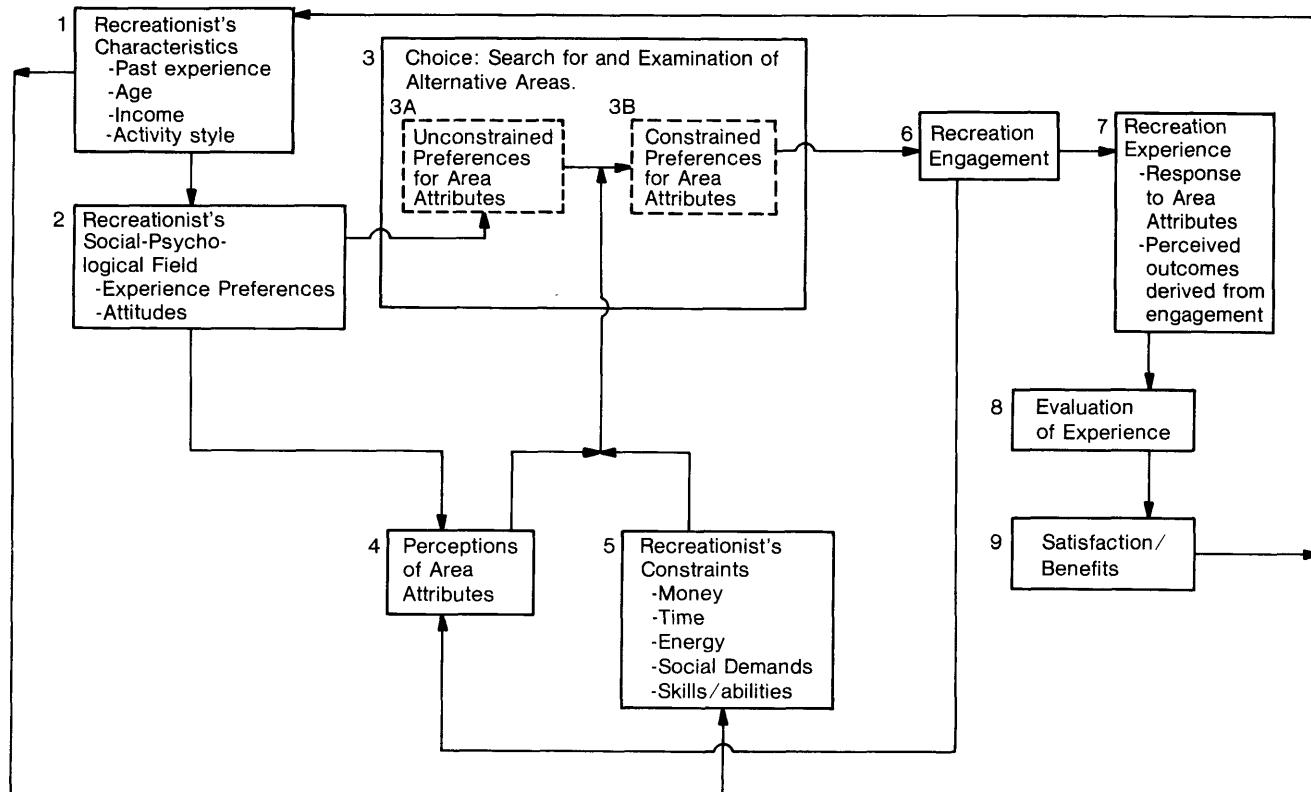 1
Recreationist's
Characteristics
-Past experience
-Age
-Income
-Activity style
2
Recreationist's
Social-Psycho-
logical Field
-Experience Preferences
-Attitudes
3
Choice: Search for and Examination of
Alternative Areas.
3A
Unconstrained
Preferences
for Area
Attributes
3B
Constrained
Preferences
for Area
Attributes
4
Perceptions
of Area
Attributes
5
Recreationist's
Constraints
-Money
-Time
-Energy
-Social Demands
-Skills/abilities
6
Recreation
Engagement
7
Recreation
Experience
-Response
to Area
Attributes
-Perceived
outcomes
derived from
engagement
8
Evaluation
of Experience
9
Satisfaction/
Benefits